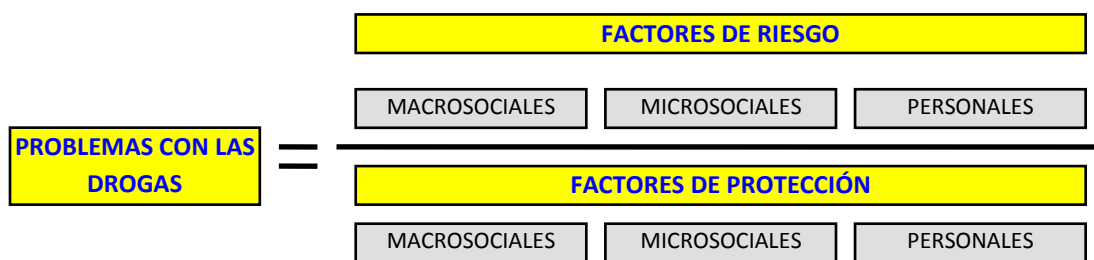 FACTORES DE RIESGO
MACROSOCIALES MICROSOCIALES PERSONALES
PROBLEMAS CON LAS
DROGAS
=
FACTORES DE PROTECCIÓN
MACROSOCIALES MICROSOCIALES PERSONALES